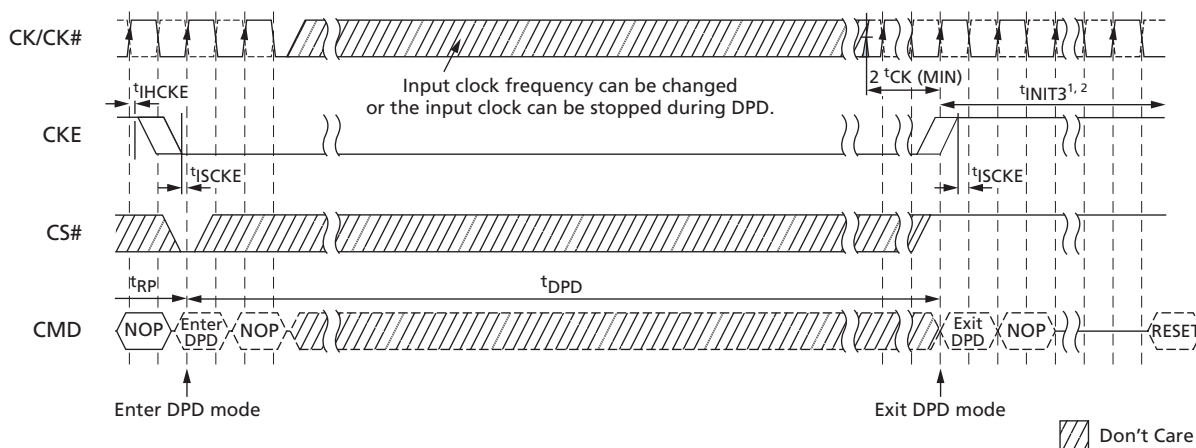 CK/CK#
Input clock frequency can be changed
or the input clock can be stopped during DPD.
2 tCK (MIN)
tINIT3 1, 2
tIHCKE
CKE
tISCKE
tISCKE
CS#
tRP
tDPD
CMD
NOP
Enter
DPD
NOP
Exit
DPD
NOP
RESET
Enter DPD mode
Exit DPD mode
Don't Care